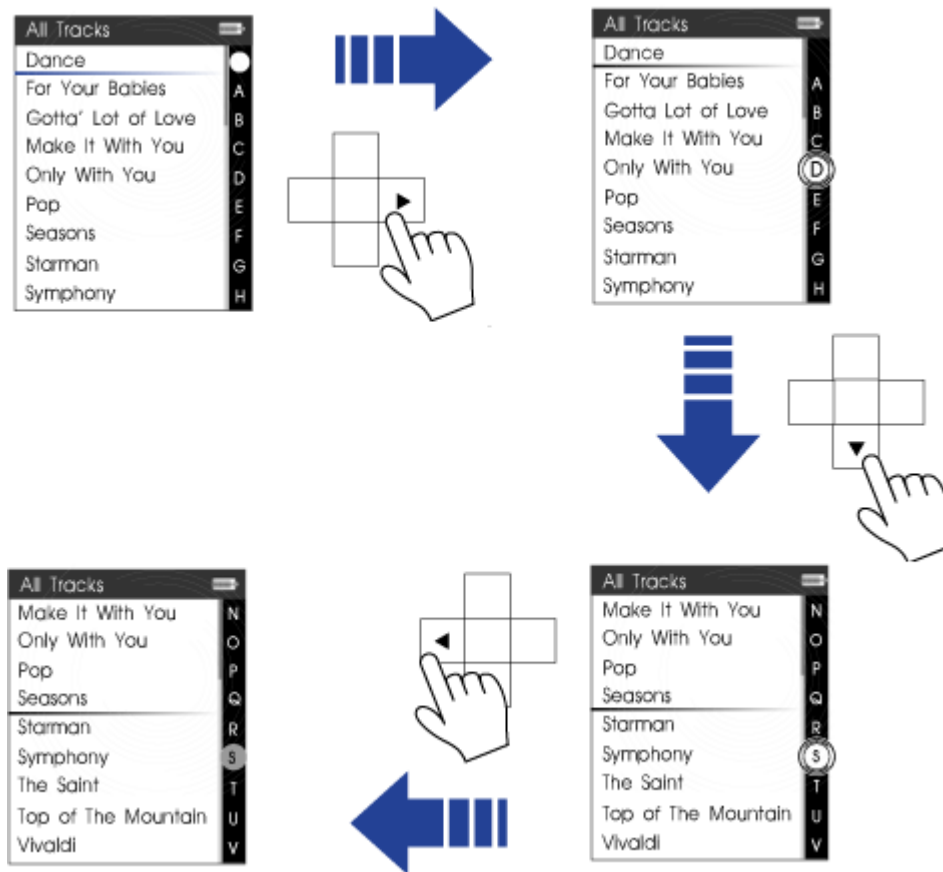 All Tracks
Dance
For Your Babies
Gotta' Lot of Love
Make It With You
Only With You
Pop
Seasons
Starman
Symphony
A
B
C
D
E
F
G
H
All Tracks
Dance
For Your Babies
Gotta Lot of Love
Make It With You
Only With You
Pop
Seasons
Starman
Symphony
A
B
C
D
E
F
G
H
All Tracks
Make It With You
Only With You
Pop
Seasons
Starman
Symphony
The Saint
Top of The Mountain
Vivaldi
N
O
P
Q
R
S
T
U
V
All Tracks
Make It With You
Only With You
Pop
Seasons
Starman
Symphony
The Saint
Top of The Mountain
Vivaldi
N
O
P
Q
R
S
T
U
V